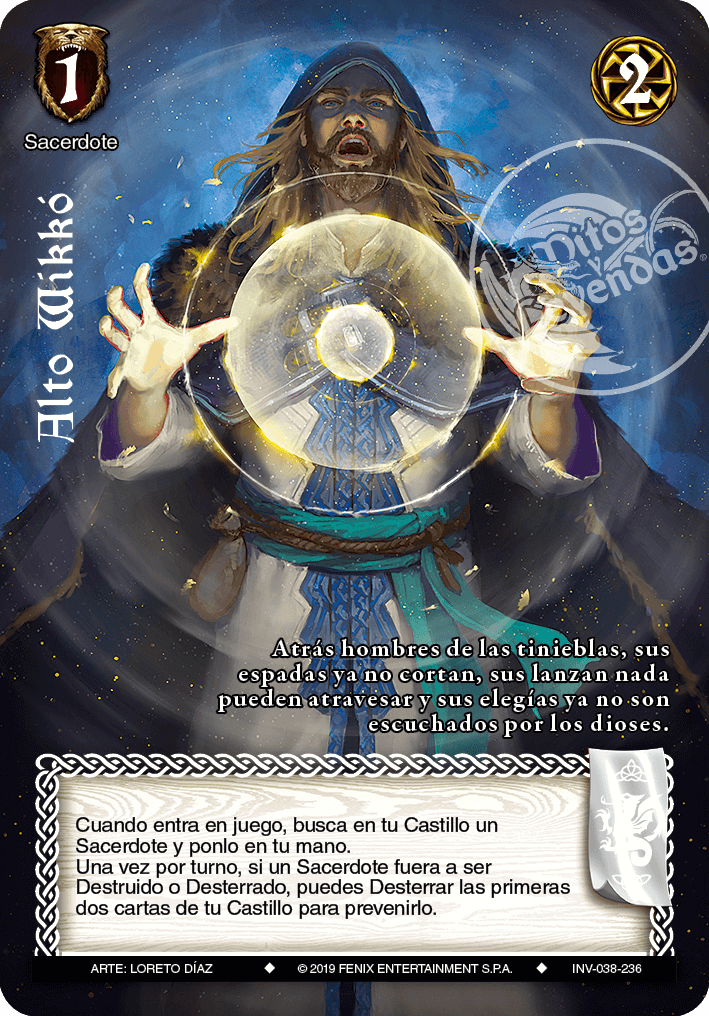 1
2
Sacerdote
Alto Wikkó
Mitos
y
Leyendas
®
Atrás hombres de las tinieblas, sus
espadas ya no cortan, sus lanzan nada
pueden atravesar y sus elegías ya no son
escuchados por los dioses.
Cuando entra en juego, busca en tu Castillo un
Sacerdote y ponlo en tu mano.
Una vez por turno, si un Sacerdote fuera a ser
Destruido o Desterrado, puedes Desterrar las primeras
dos cartas de tu Castillo para prevenirlo.
ARTE: LORETO DÍAZ ◆ © 2019 FENIX ENTERTAINMENT S.P.A. ◆ INV-038-236